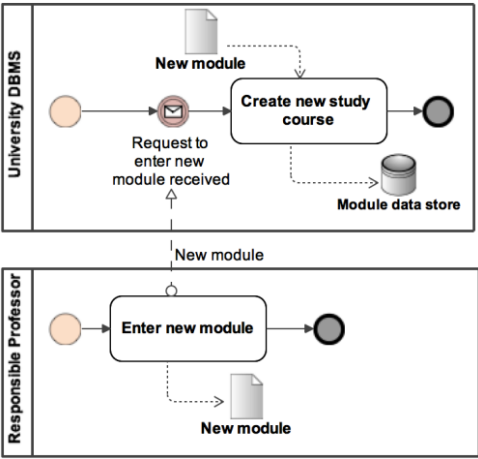 University DBMS
New module
Create new study
course
Request to
enter new
module received
Module data store
New module
Responsible Professor
Enter new module
New module